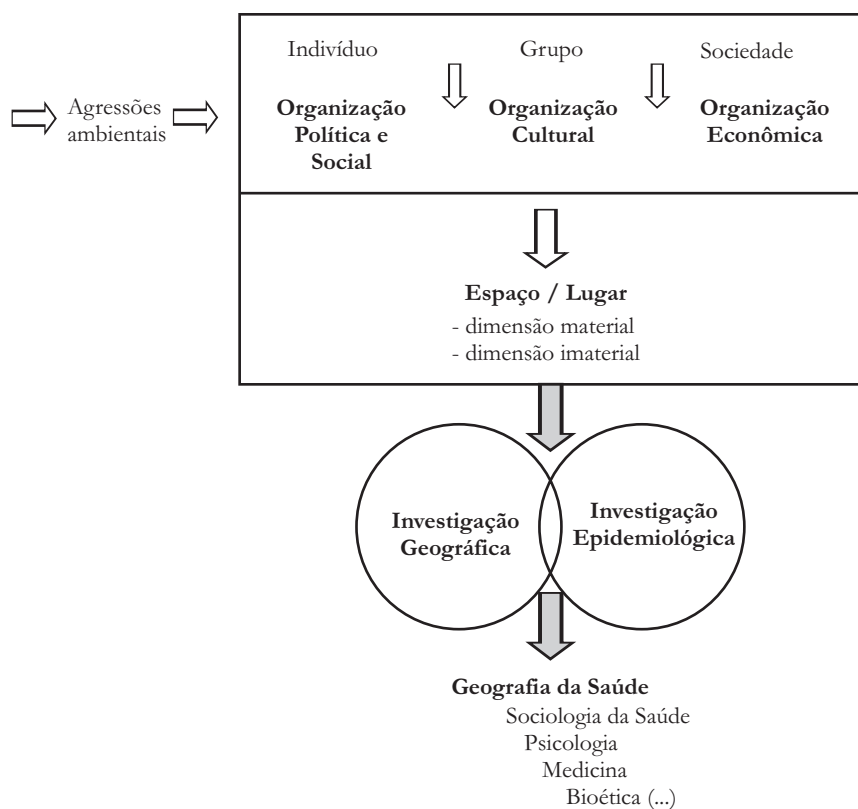 Indivíduo
Grupo
Sociedade
Agressões
ambientais
Organização
Política e
Social
Organização
Cultural
Organização
Econômica
Espaço / Lugar
- dimensão material
- dimensão imaterial
Investigação
Geográfica
Investigação
Epidemiológica
Geografia da Saúde
Sociologia da Saúde
Psicologia
Medicina
Bioética (...)